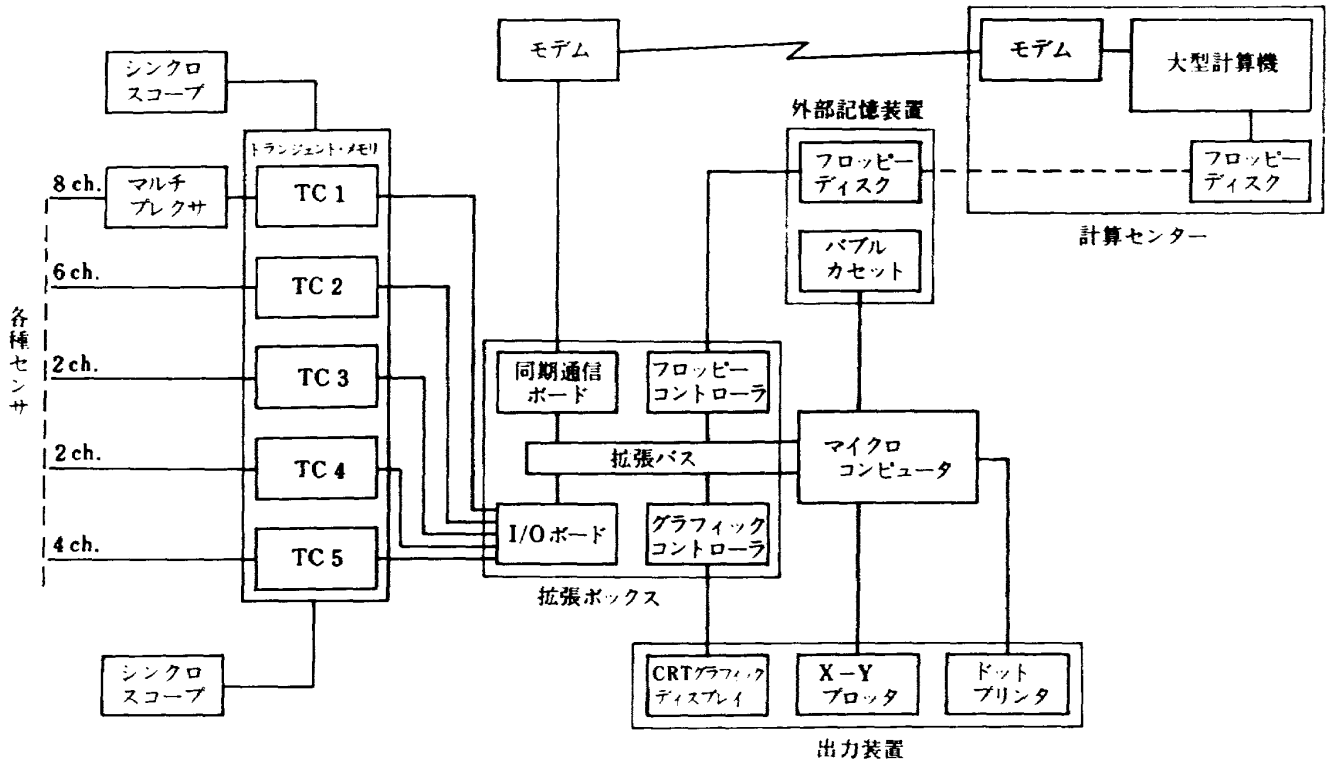 モデム
モデム
大型計算機
シンクロ
スコープ
外部記憶装置
トランジェント・メモリ
フロッピー
ディスク
フロッピー
ディスク
8 ch.
マルチ
プレクサ
TC 1
計算センター
バブル
カセット
6 ch.
TC 2
各種センサ
2 ch.
TC 3
同期通信
ボード
フロッピー
コントローラ
2 ch.
TC 4
拡張バス
マイクロ
コンピュータ
4 ch.
TC 5
I/Oボード
グラフィック
コントローラ
拡張ボックス
シンクロ
スコープ
CRTグラフィック
ディスプレイ
X-Y
プロッタ
ドット
プリンタ
出力装置